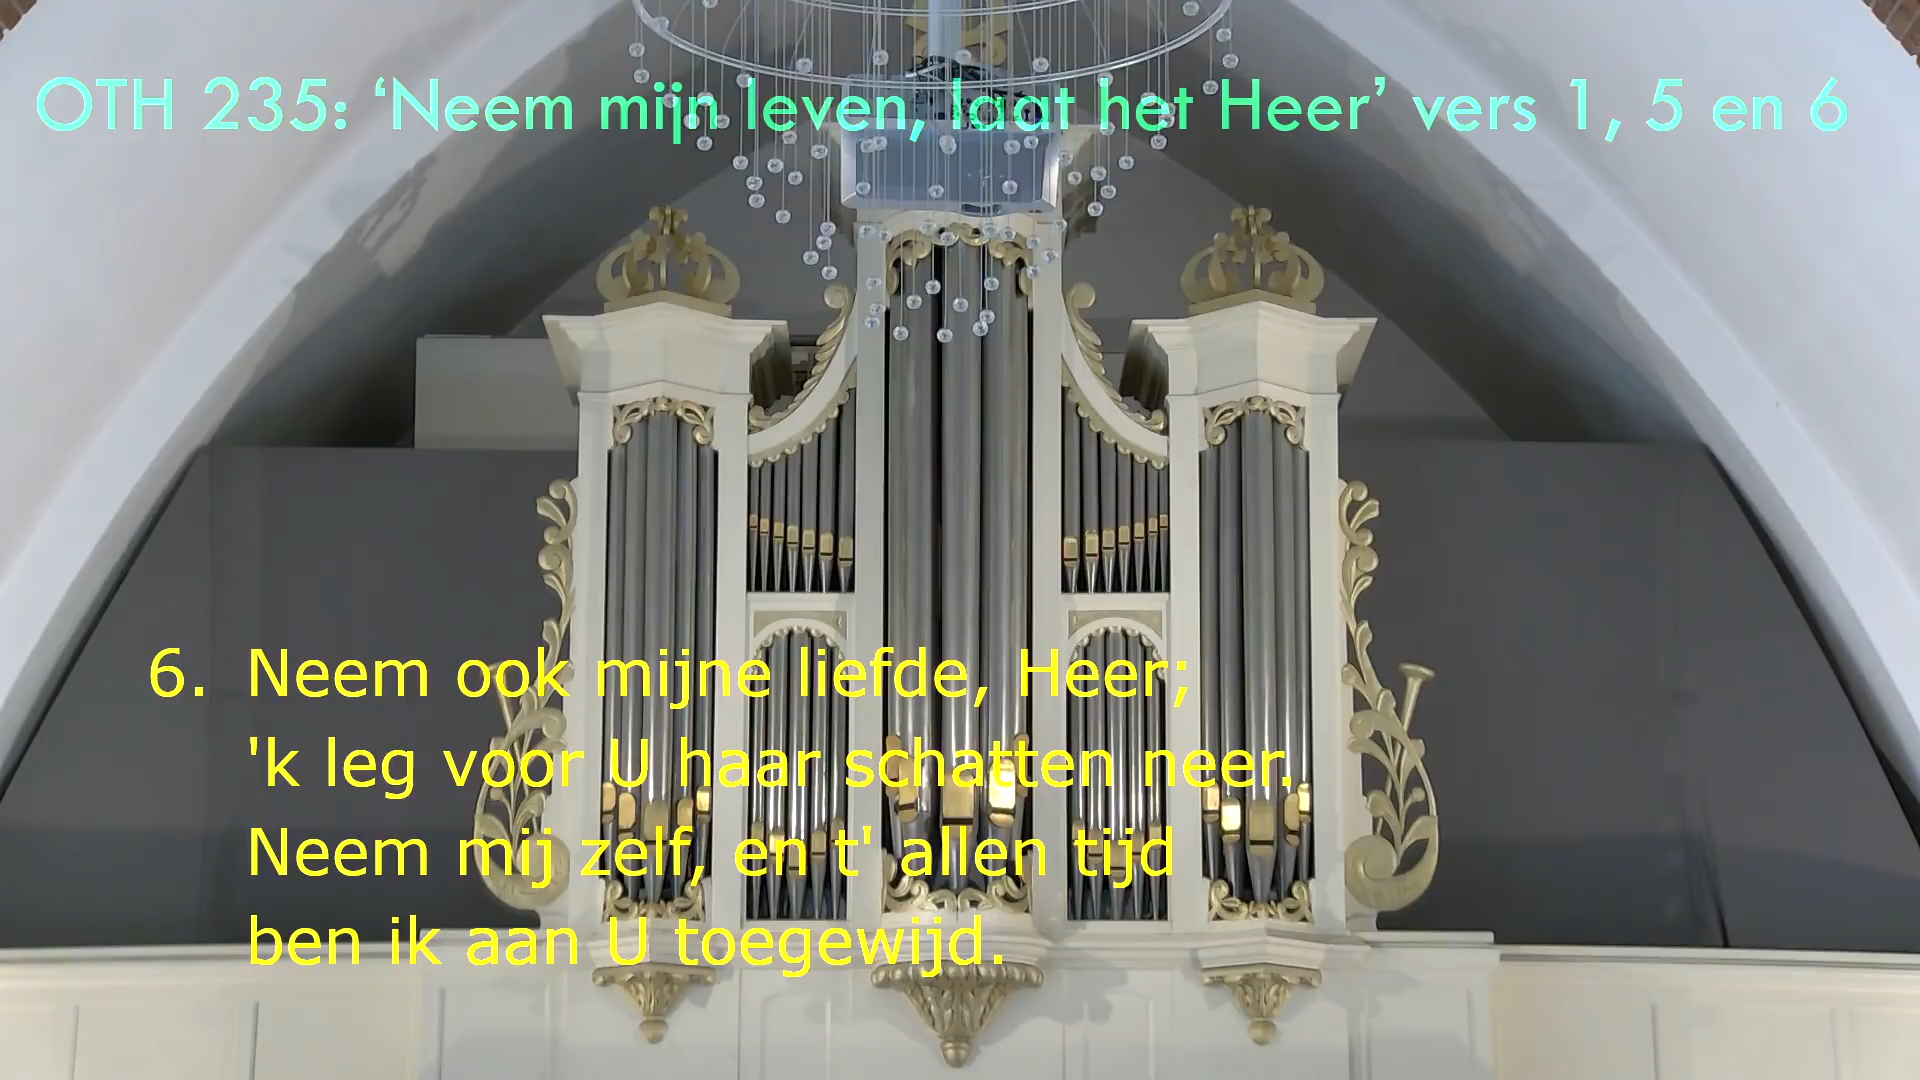 OTH 235: ‘Neem mijn leven, laat het Heer’ vers 1, 5 en 6
6. Neem ook mijne liefde, Heer;
'k leg voor U haar schatten neer.
Neem mij zelf, en t' allen tijd
ben ik aan U toegewijd.